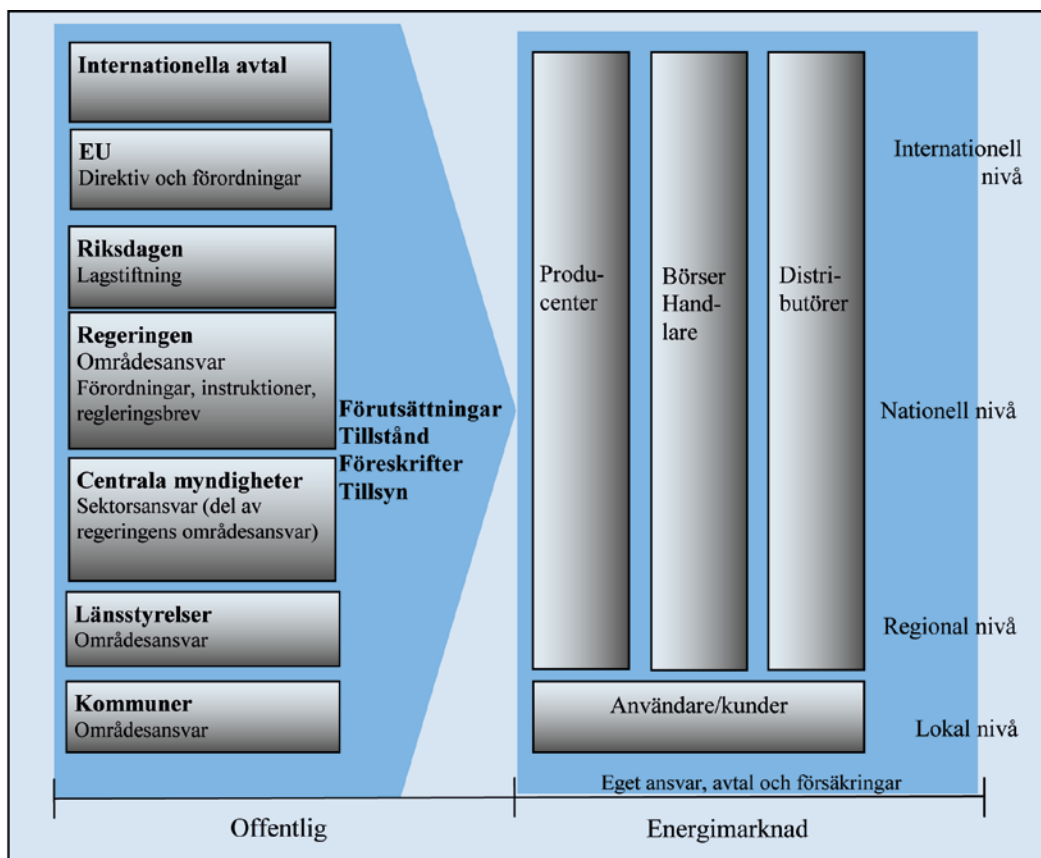 Internationella avtal
EU
Direktiv och förordningar
Riksdagen
Lagstiftning
Regeringen
Områdesansvar
Förordningar, instruktioner,
regleringsbrev
Centrala myndigheter
Sektorsansvar (del av
regeringens områdesansvar)
Länsstyrelser
Områdesansvar
Kommuner
Områdesansvar
Förutsättningar
Tillstånd
Föreskrifter
Tillsyn
Produ-
center
Börser
Hand-
lare
Distri-
butörer
Användare/kunder
Internationell
nivå
Nationell nivå
Regional nivå
Lokal nivå
Eget ansvar, avtal och försäkringar
Offentlig
Energimarknad